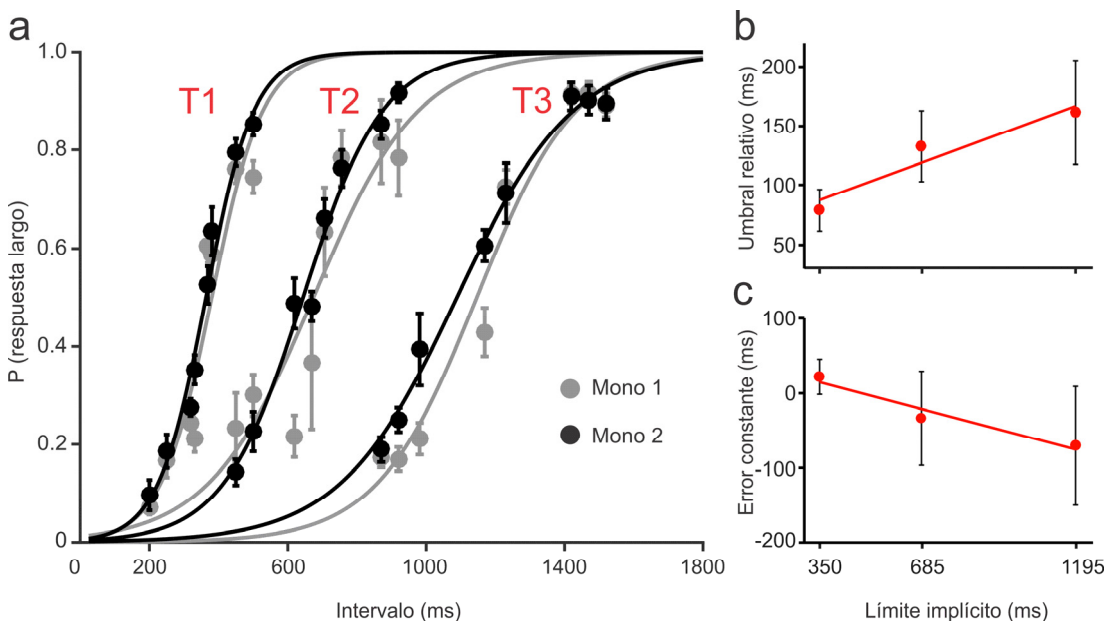 a
P (respuesta largo)
1.0
0.8
0.6
0.4
0.2
0
T1
T2
T3
Mono 1
Mono 2
0
200
600
1000
1400
1800
Intervalo (ms)
b
Umbral relativo (ms)
200
150
100
50
c
Error constante (ms)
100
0
-100
-200
350
685
1195
Límite implícito (ms)